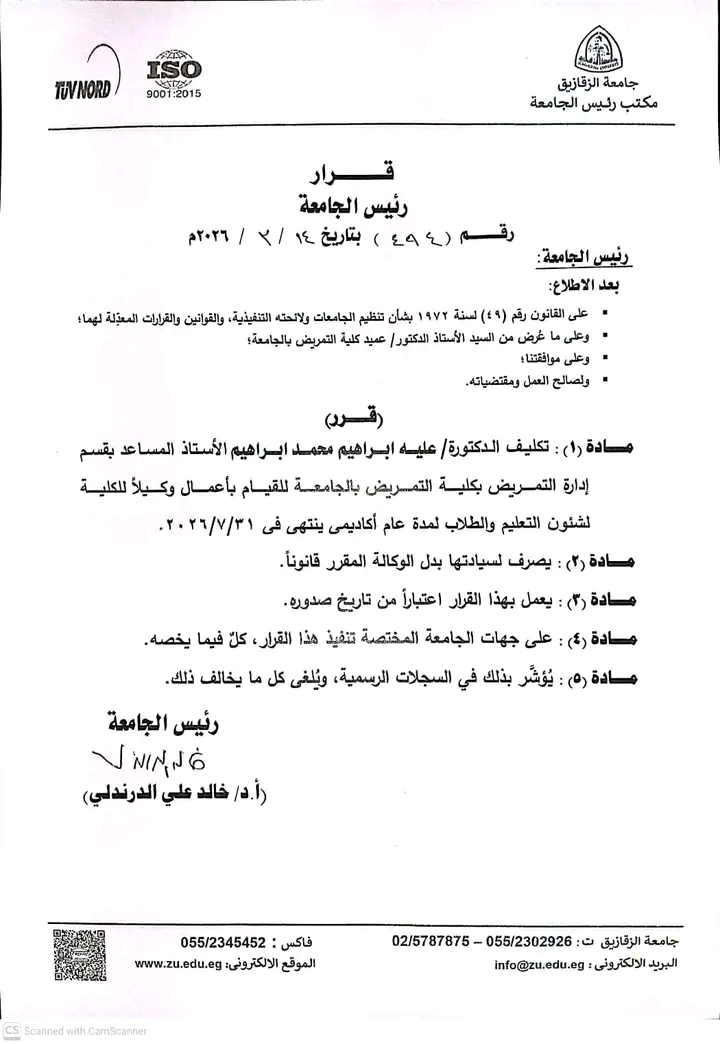 TÜV NORD
ISO
9001:2015
جامعة الزقازيق
مكتب رئيس الجامعة
قـــرار
رئيس الجامعة
رقـــم (٤٩٤) بتاريخ ١٤ / ٣ / ٢٠٢٦م
رئيس الجامعة:
بعد الاطلاع:
▪ على القانون رقم (٤٩) لسنة ١٩٧٢ بشأن تنظيم الجامعات ولائحته التنفيذية، والقوانين والقرارات المعدِّلة لهما؛
▪ وعلى ما عُرض من السيد الأستاذ الدكتور/ عميد كلية التمريض بالجامعة؛
▪ وعلى موافقتنا؛
▪ ولصالح العمل ومقتضياته.
(قـــرر)
مـــادة (١): تكليف الدكتورة/ عليه ابراهيم محمد ابراهيم الأستاذ المساعد بقسم
إدارة التمريض بكلية التمريض بالجامعة للقيام بأعمال وكيلاً للكلية
لشئون التعليم والطلاب لمدة عام أكاديمى ينتهى فى ٢٠٢٦/٧/٣١.
مـــادة (٢): يصرف لسيادتها بدل الوكالة المقرر قانوناً.
مـــادة (٣): يعمل بهذا القرار اعتباراً من تاريخ صدوره.
مـــادة (٤): على جهات الجامعة المختصة تنفيذ هذا القرار، كلٌ فيما يخصه.
مـــادة (٥): يُؤشَّر بذلك في السجلات الرسمية، ويُلغى كل ما يخالف ذلك.
رئيس الجامعة
(أ.د/ خالد علي الدرندلي)
جامعة الزقازيق ت: 055/2302926 – 02/5787875 فاكس : 055/2345452
البريد الالكترونى : info@zu.edu.eg الموقع الالكترونى: www.zu.edu.eg
CS Scanned with CamScanner